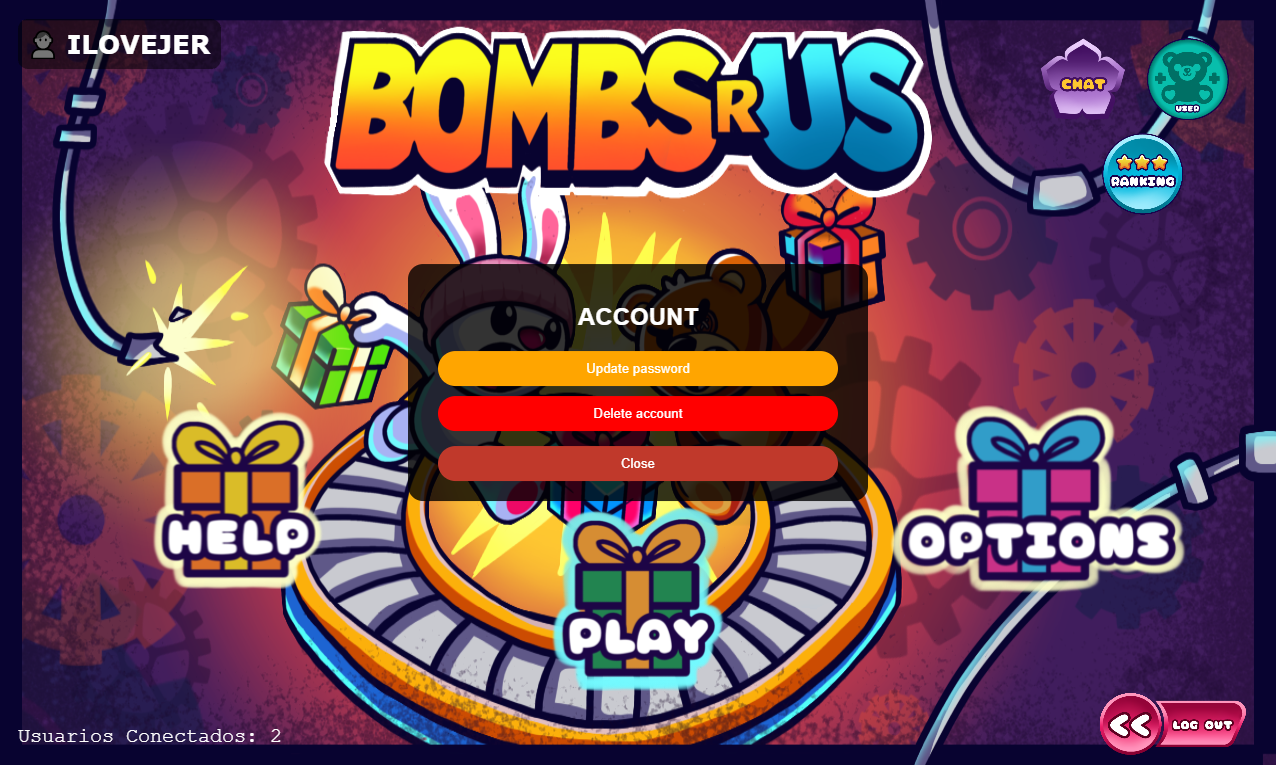 ILOVEJER
BOMBS R US
CHAT
USER
RANKING
ACCOUNT
Update password
Delete account
Close
HELP
OPTIONS
PLAY
LOG OUT
Usuarios Conectados: 2